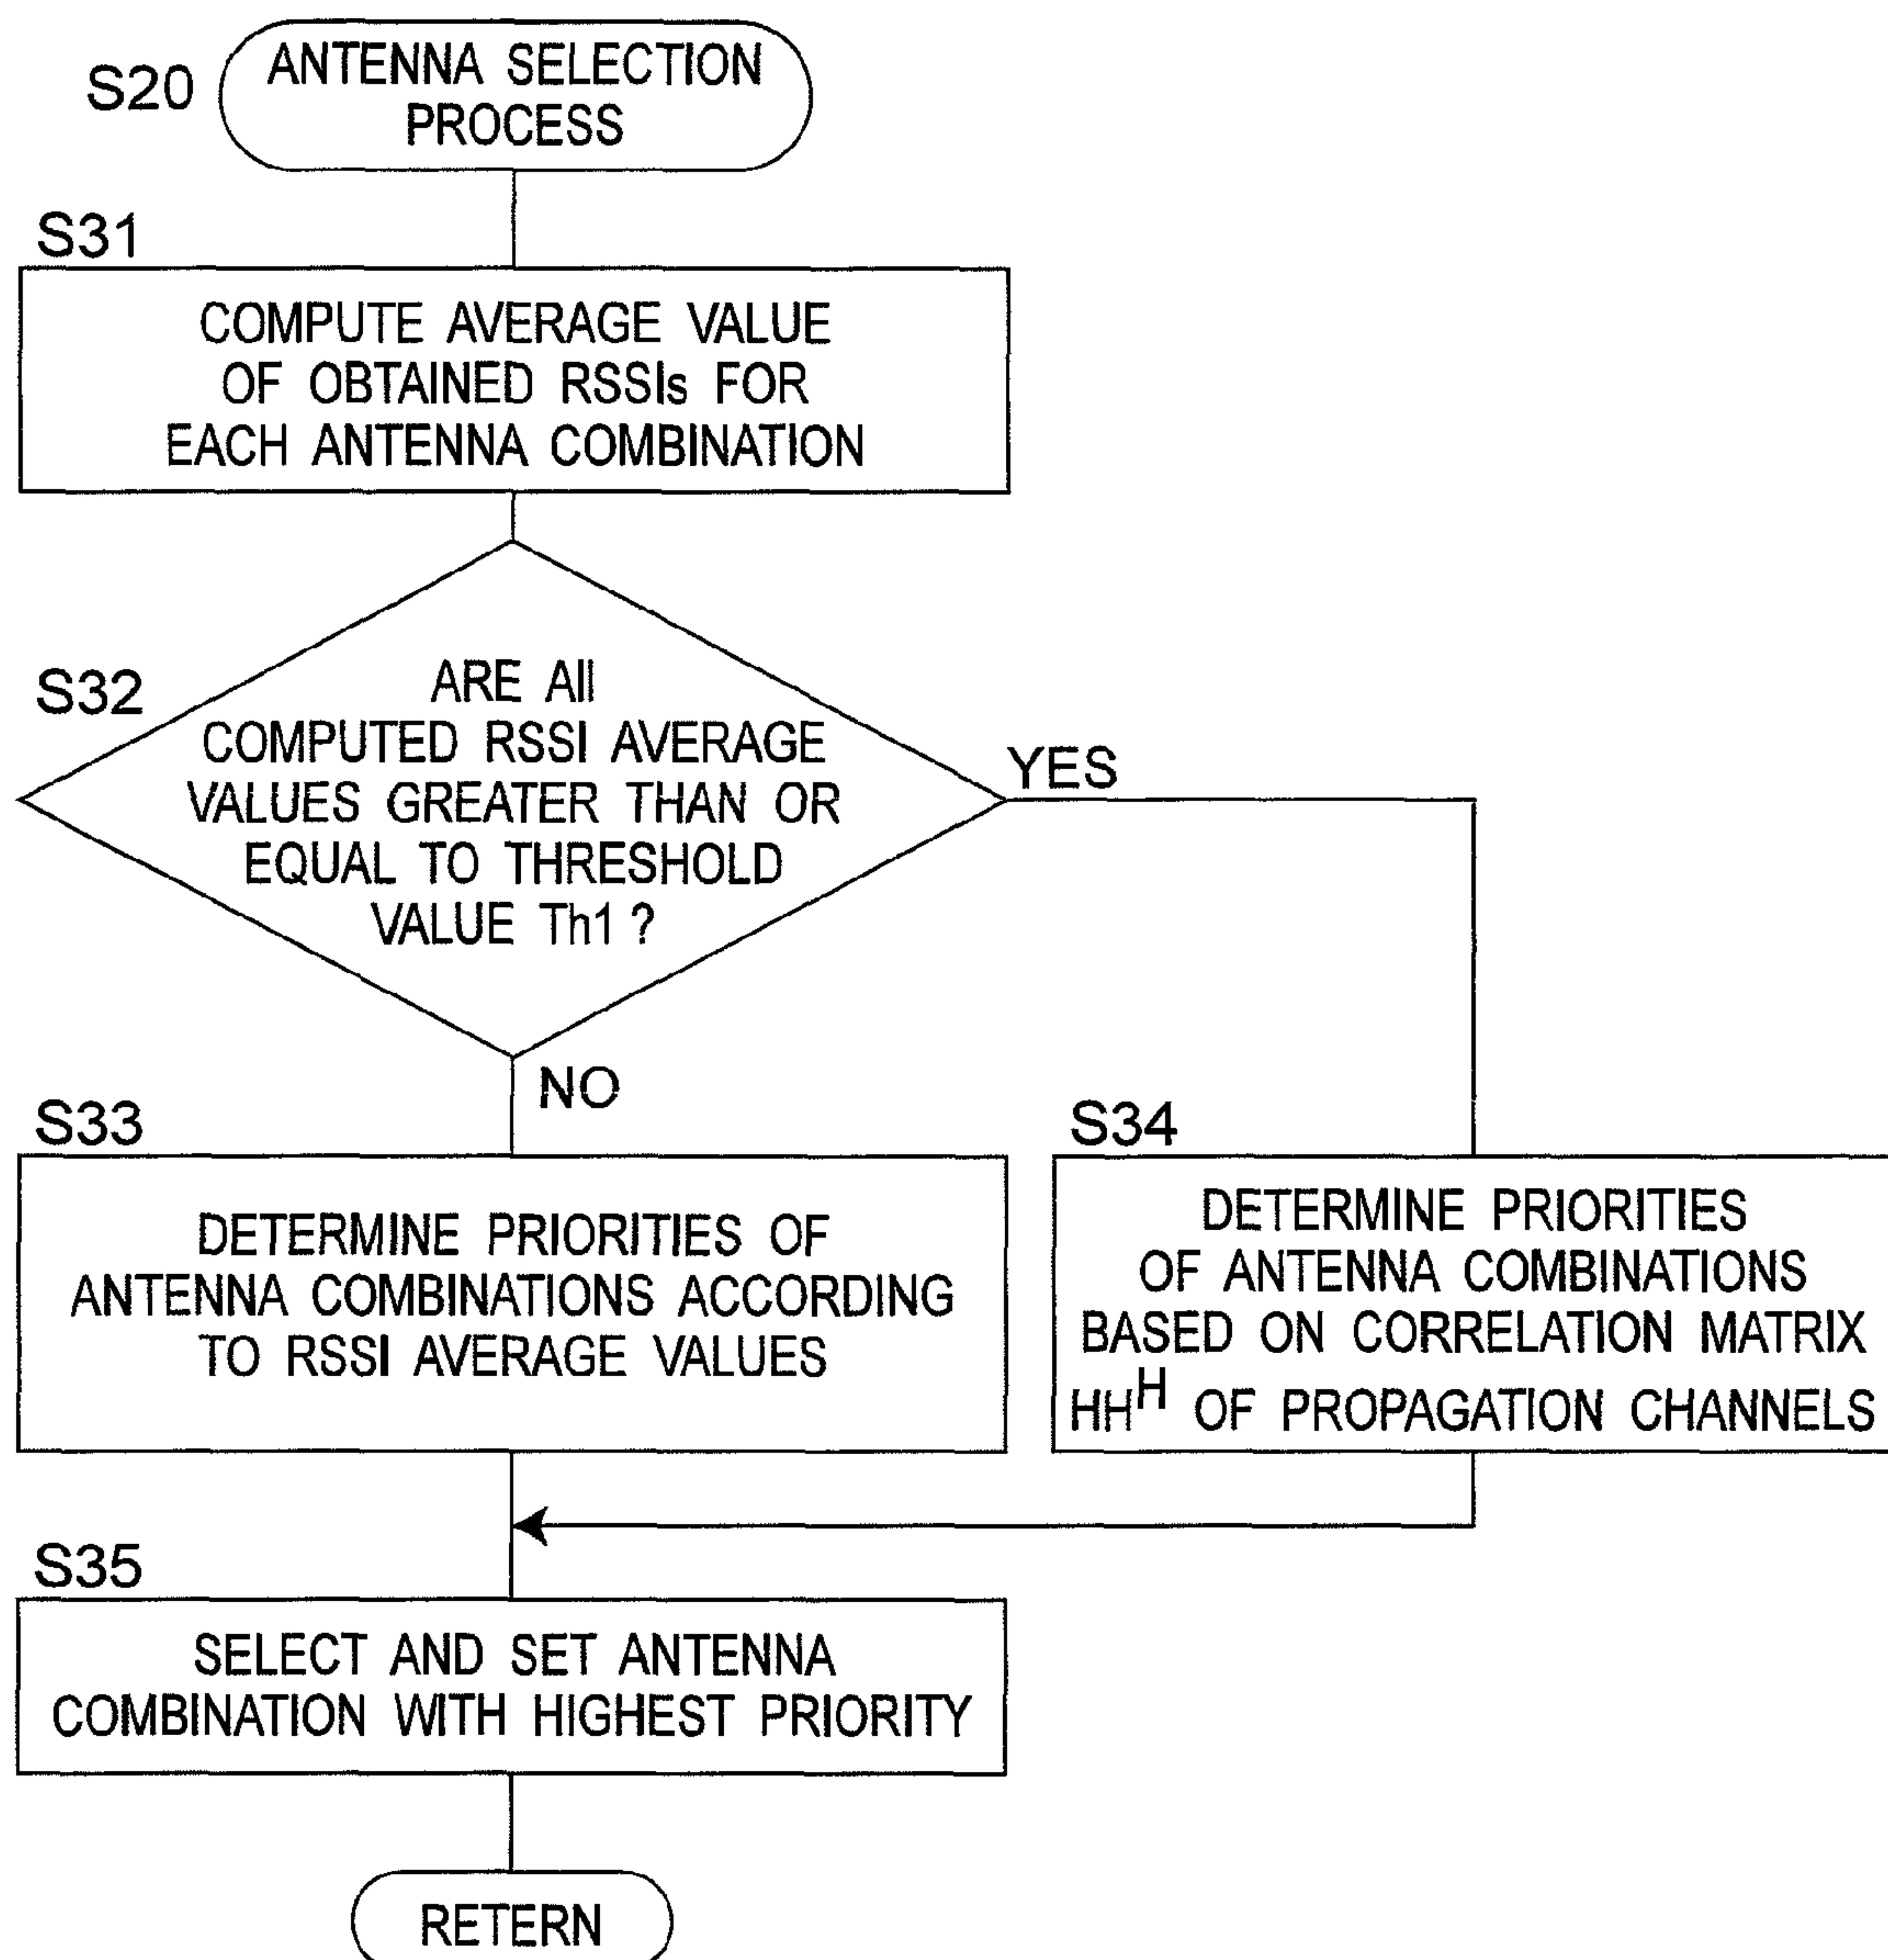 S20
ANTENNA SELECTION
PROCESS
S31
COMPUTE AVERAGE VALUE
OF OBTAINED RSSIs FOR
EACH ANTENNA COMBINATION
S32
ARE All
COMPUTED RSSI AVERAGE
VALUES GREATER THAN OR
EQUAL TO THRESHOLD
VALUE Th1 ?
YES
NO
S33
DETERMINE PRIORITIES OF
ANTENNA COMBINATIONS ACCORDING
TO RSSI AVERAGE VALUES
S34
DETERMINE PRIORITIES
OF ANTENNA COMBINATIONS
BASED ON CORRELATION MATRIX
HH^H OF PROPAGATION CHANNELS
S35
SELECT AND SET ANTENNA
COMBINATION WITH HIGHEST PRIORITY
RETERN